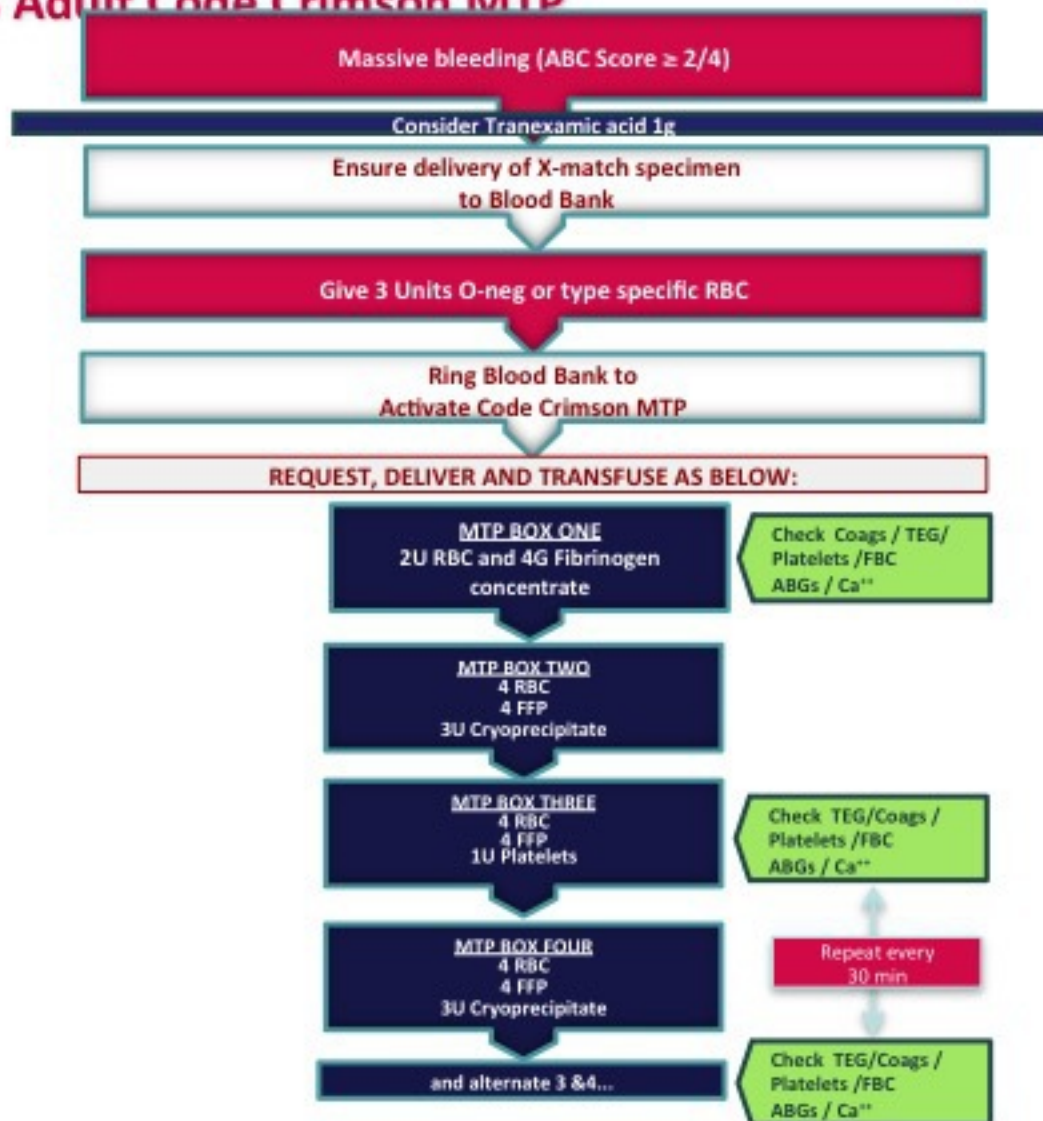 Adult Code Crimson MTP
Massive bleeding (ABC Score ≥ 2/4)
Consider Tranexamic acid 1g
Ensure delivery of X-match specimen
to Blood Bank
Give 3 Units O-neg or type specific RBC
Ring Blood Bank to
Activate Code Crimson MTP
REQUEST, DELIVER AND TRANSFUSE AS BELOW:
MTP BOX ONE
2U RBC and 4G Fibrinogen
concentrate
Check Coags / TEG/
Platelets /FBC
ABGs / Ca⁺⁺
MTP BOX TWO
4 RBC
4 FFP
3U Cryoprecipitate
MTP BOX THREE
4 RBC
4 FFP
1U Platelets
Check TEG/Coags /
Platelets /FBC
ABGs / Ca⁺⁺
MTP BOX FOUR
4 RBC
4 FFP
3U Cryoprecipitate
Repeat every
30 min
and alternate 3 &4...
Check TEG/Coags /
Platelets /FBC
ABGs / Ca⁺⁺